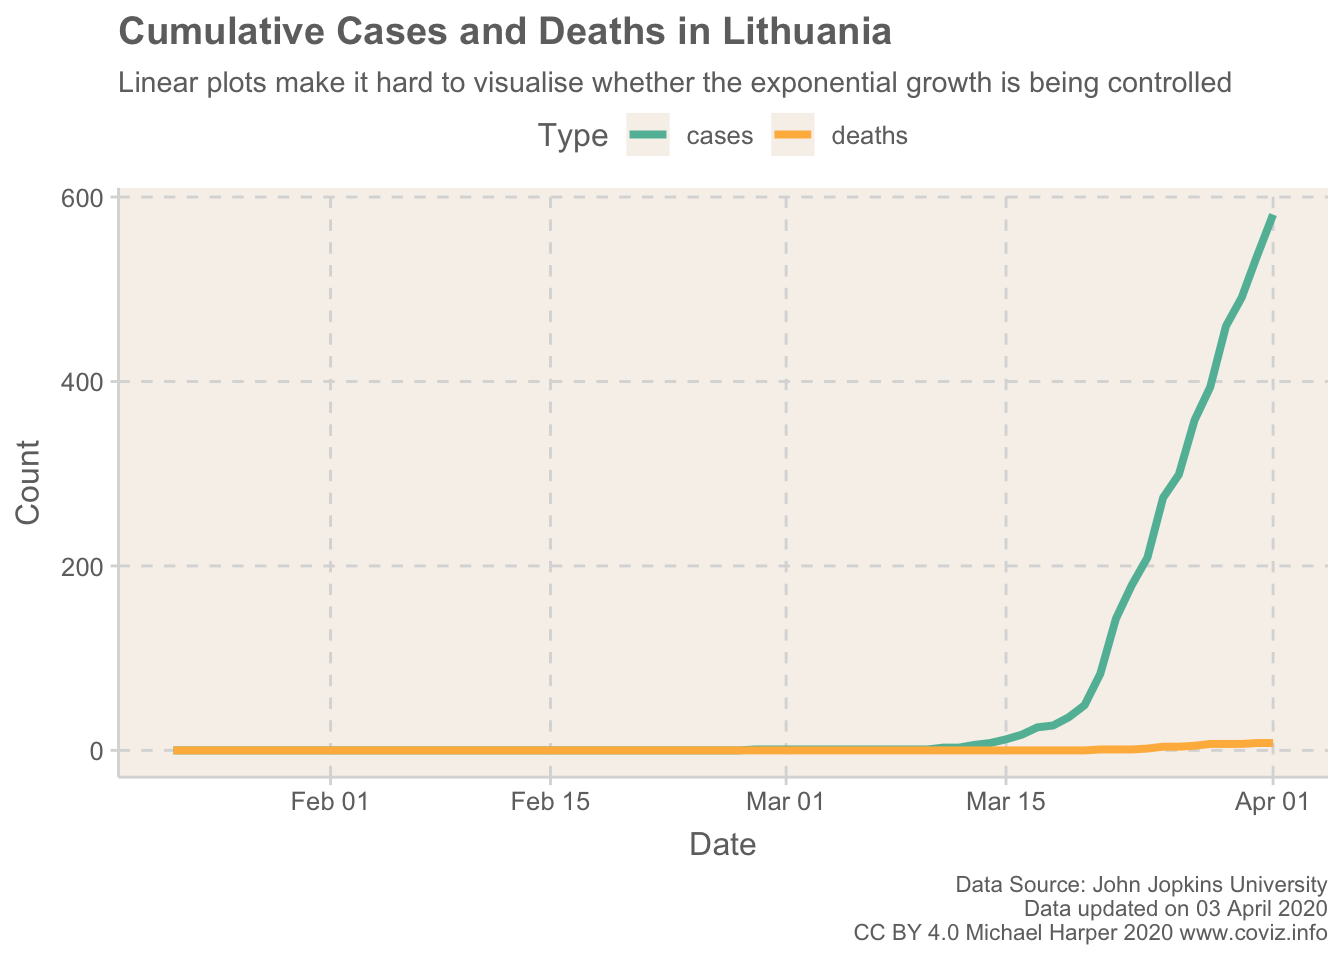 Cumulative Cases and Deaths in Lithuania
Linear plots make it hard to visualise whether the exponential growth is being controlled
Type cases deaths
600
400
200
0
Count
Feb 01 Feb 15 Mar 01 Mar 15 Apr 01
Date
Data Source: John Jopkins University
Data updated on 03 April 2020
CC BY 4.0 Michael Harper 2020 www.coviz.info